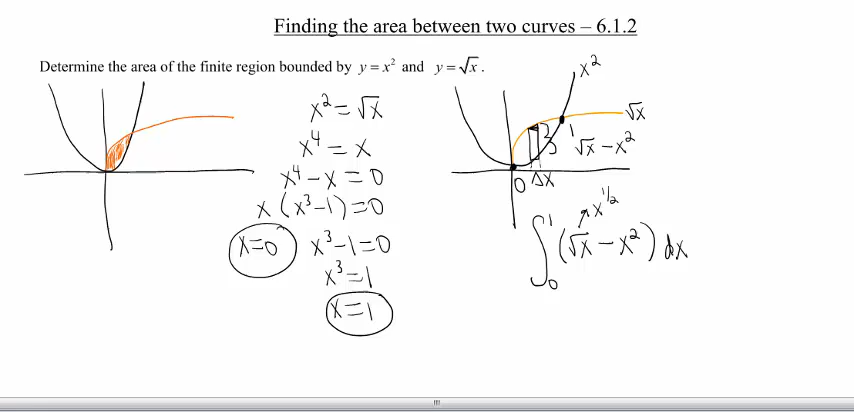 Finding the area between two curves – 6.1.2
Determine the area of the finite region bounded by y = x² and y = √x .
x² = √x
x⁴ = x
x⁴ − x = 0
x (x³−1) = 0
x=0
x³−1=0
x³=1
x=1
x²
√x
1
√x − x²
0 Δx
x^1/2
∫₀¹ (√x − x²) dx